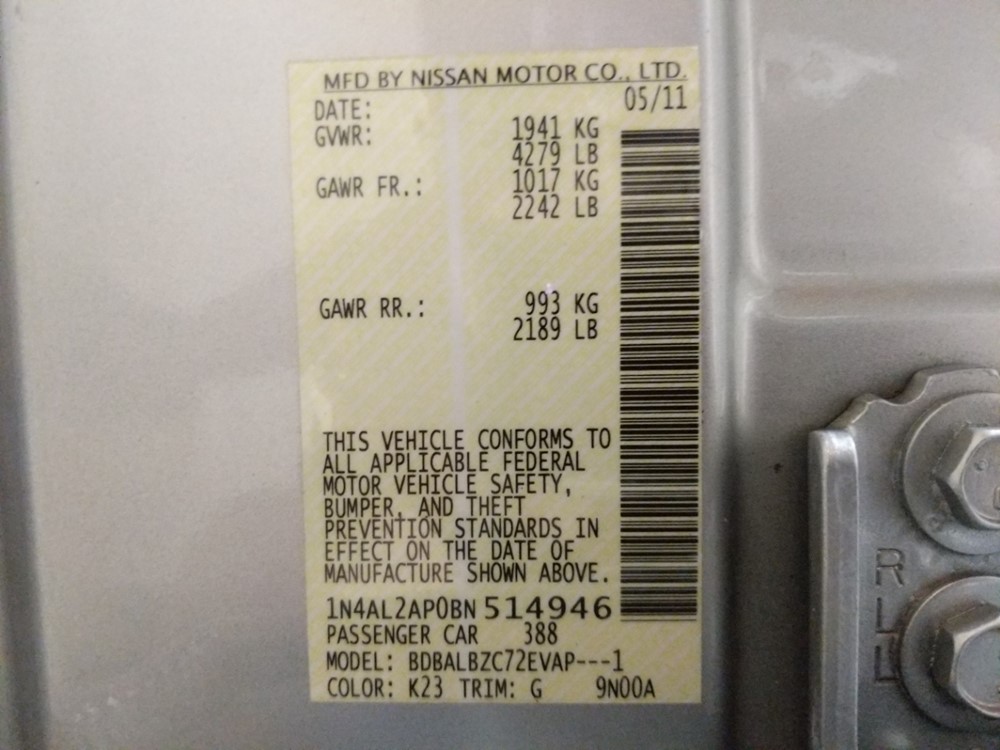 MFD BY NISSAN MOTOR CO., LTD.
DATE: 05/11
GVWR: 1941 KG
4279 LB
GAWR FR.: 1017 KG
2242 LB
GAWR RR.: 993 KG
2189 LB
THIS VEHICLE CONFORMS TO
ALL APPLICABLE FEDERAL
MOTOR VEHICLE SAFETY,
BUMPER, AND THEFT
PREVENTION STANDARDS IN
EFFECT ON THE DATE OF
MANUFACTURE SHOWN ABOVE.
1N4AL2AP0BN 514946
PASSENGER CAR 388
MODEL: BDBALBZC72EVAP---1
COLOR: K23 TRIM: G 9N00A